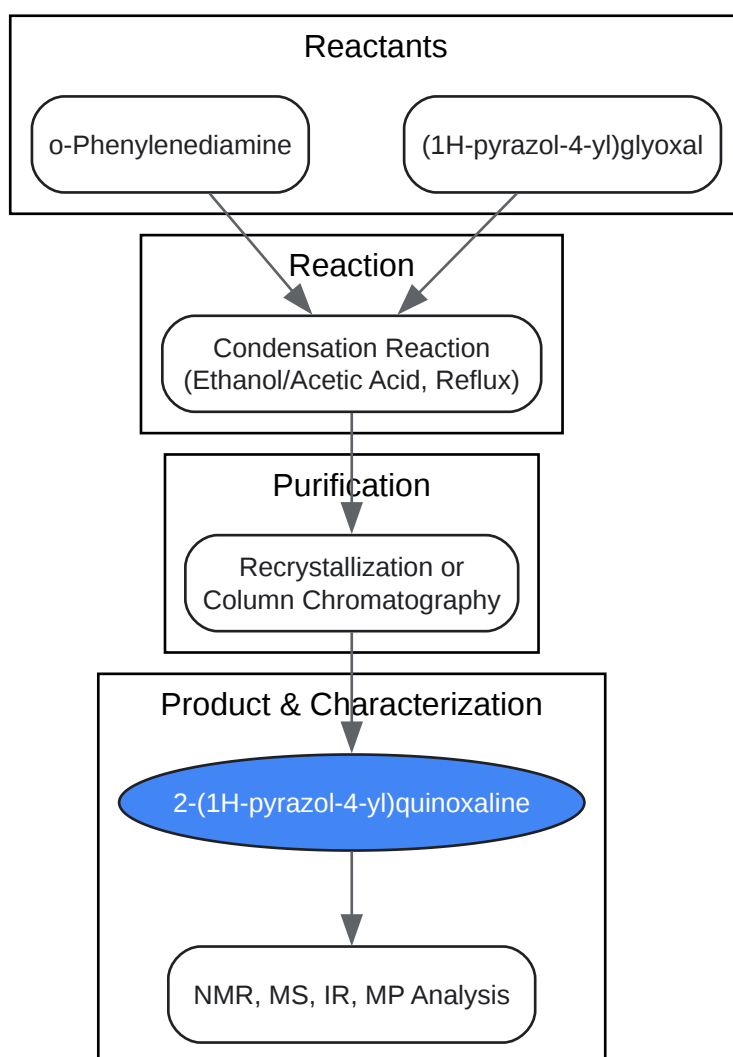 Reactants
o-Phenylenediamine
(1H-pyrazol-4-yl)glyoxal
Reaction
Condensation Reaction
(Ethanol/Acetic Acid, Reflux)
Purification
Recrystallization or
Column Chromatography
Product & Characterization
2-(1H-pyrazol-4-yl)quinoxaline
NMR, MS, IR, MP Analysis